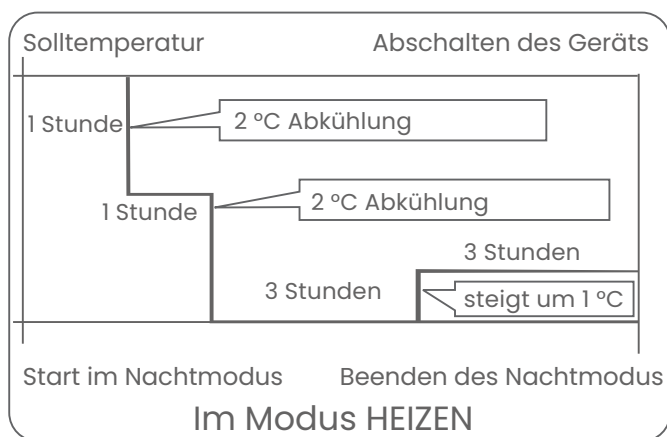 Solltemperatur
Abschalten des Geräts
1 Stunde
2 °C Abkühlung
1 Stunde
2 °C Abkühlung
3 Stunden
3 Stunden
steigt um 1 °C
Start im Nachtmodus
Beenden des Nachtmodus
Im Modus HEIZEN